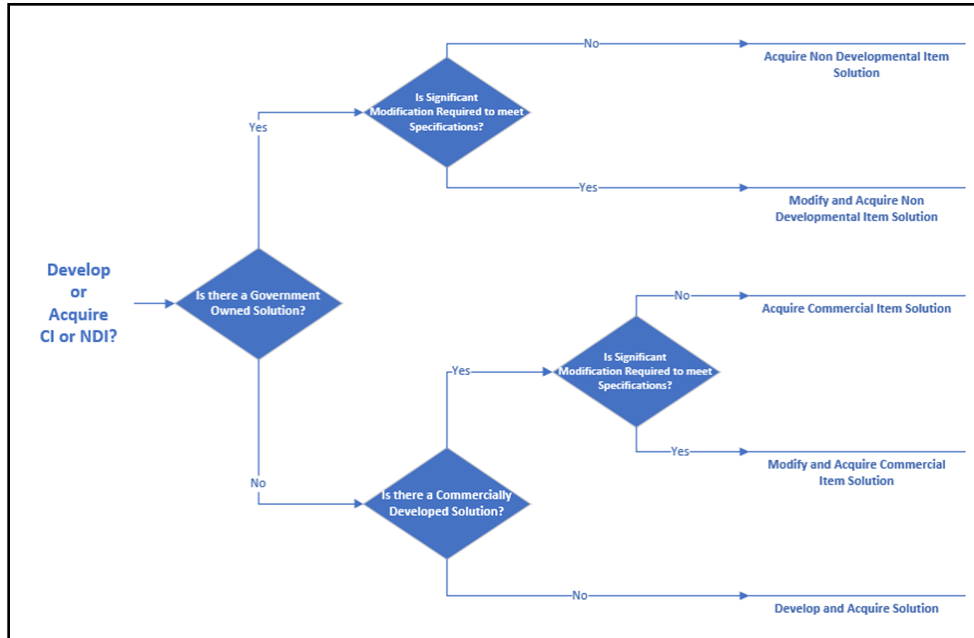 No
Acquire Non Developmental Item
Solution
Is Significant
Modification Required to meet
Specifications?
Yes
Yes
Modify and Acquire Non
Developmental Item Solution
Develop
or
Acquire
CI or NDI?
Is there a Government
Owned Solution?
No
Acquire Commercial Item Solution
Is Significant
Modification Required to meet
Specifications?
Yes
Yes
Modify and Acquire Commercial
Item Solution
No
Is there a Commercially
Developed Solution?
No
Develop and Acquire Solution